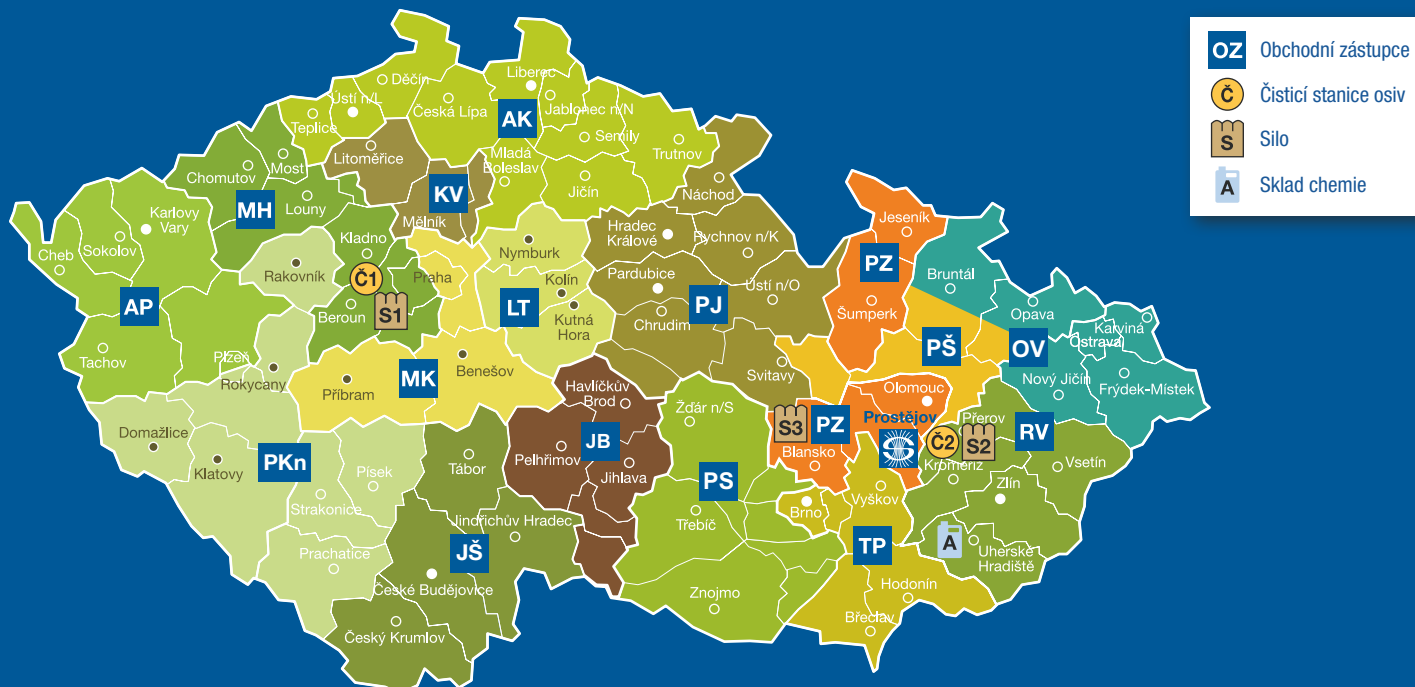 OZ Obchodní zástupce
Č Čisticí stanice osiv
S Silo
A Sklad chemie
Děčín
Liberec
Ústí n/L
Česká Lípa
Jablonec n/N
Teplice
AK
Semily
Litoměřice
Mladá
Boleslav
Trutnov
Most
Chomutov
Jičín
KV
Náchod
MH
Louny
Karlovy
Vary
Mělník
Jeseník
Sokolov
Kladno
Hradec
Králové
Rychnov n/K
Cheb
Nymburk
PZ
Rakovník
Č1
Praha
Kolín
Pardubice
Bruntál
Ústí n/O
AP
Beroun
S1
LT
Kutná
Hora
Chrudim
PJ
Šumperk
Opava
Karviná
Ostrava
Tachov
Plzeň
Rokycany
PŠ
OV
MK
Benešov
Svitavy
Příbram
Havlíčkův
Brod
Olomouc
Nový Jičín
Frýdek-Místek
Žďár n/S
Prostějov
Přerov
S3
PZ
RV
Domažlice
JB
Č2
S2
Klatovy
PKn
Písek
Tábor
Pelhřimov
Blansko
Kroměříž
Vsetín
Jihlava
PS
Vyškov
Zlín
Strakonice
Třebíč
Brno
Jindřichův Hradec
TP
A
Uherské
Hradiště
Prachatice
JŠ
České Budějovice
Znojmo
Hodonín
Břeclav
Český Krumlov